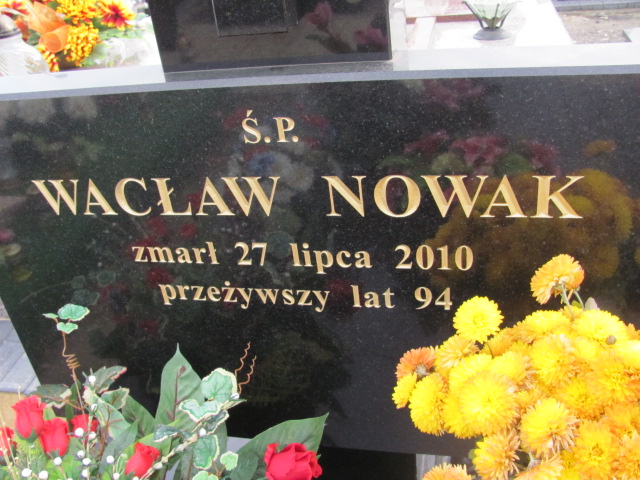 Ś.P.
WACŁAW NOWAK
zmarł 27 lipca 2010
przeżywszy lat 94